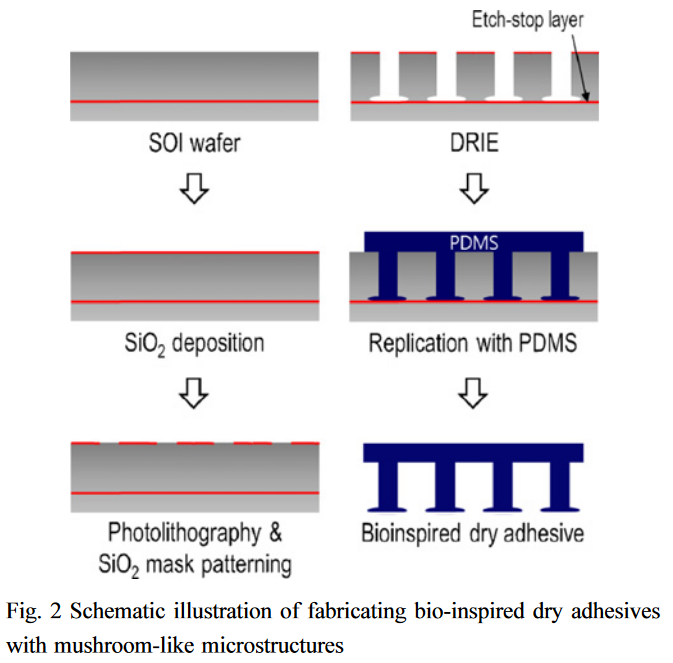 Etch-stop layer
SOI wafer
DRIE
PDMS
SiO₂ deposition
Replication with PDMS
Photolithography &
SiO₂ mask patterning
Bioinspired dry adhesive
Fig. 2 Schematic illustration of fabricating bio-inspired dry adhesives
with mushroom-like microstructures